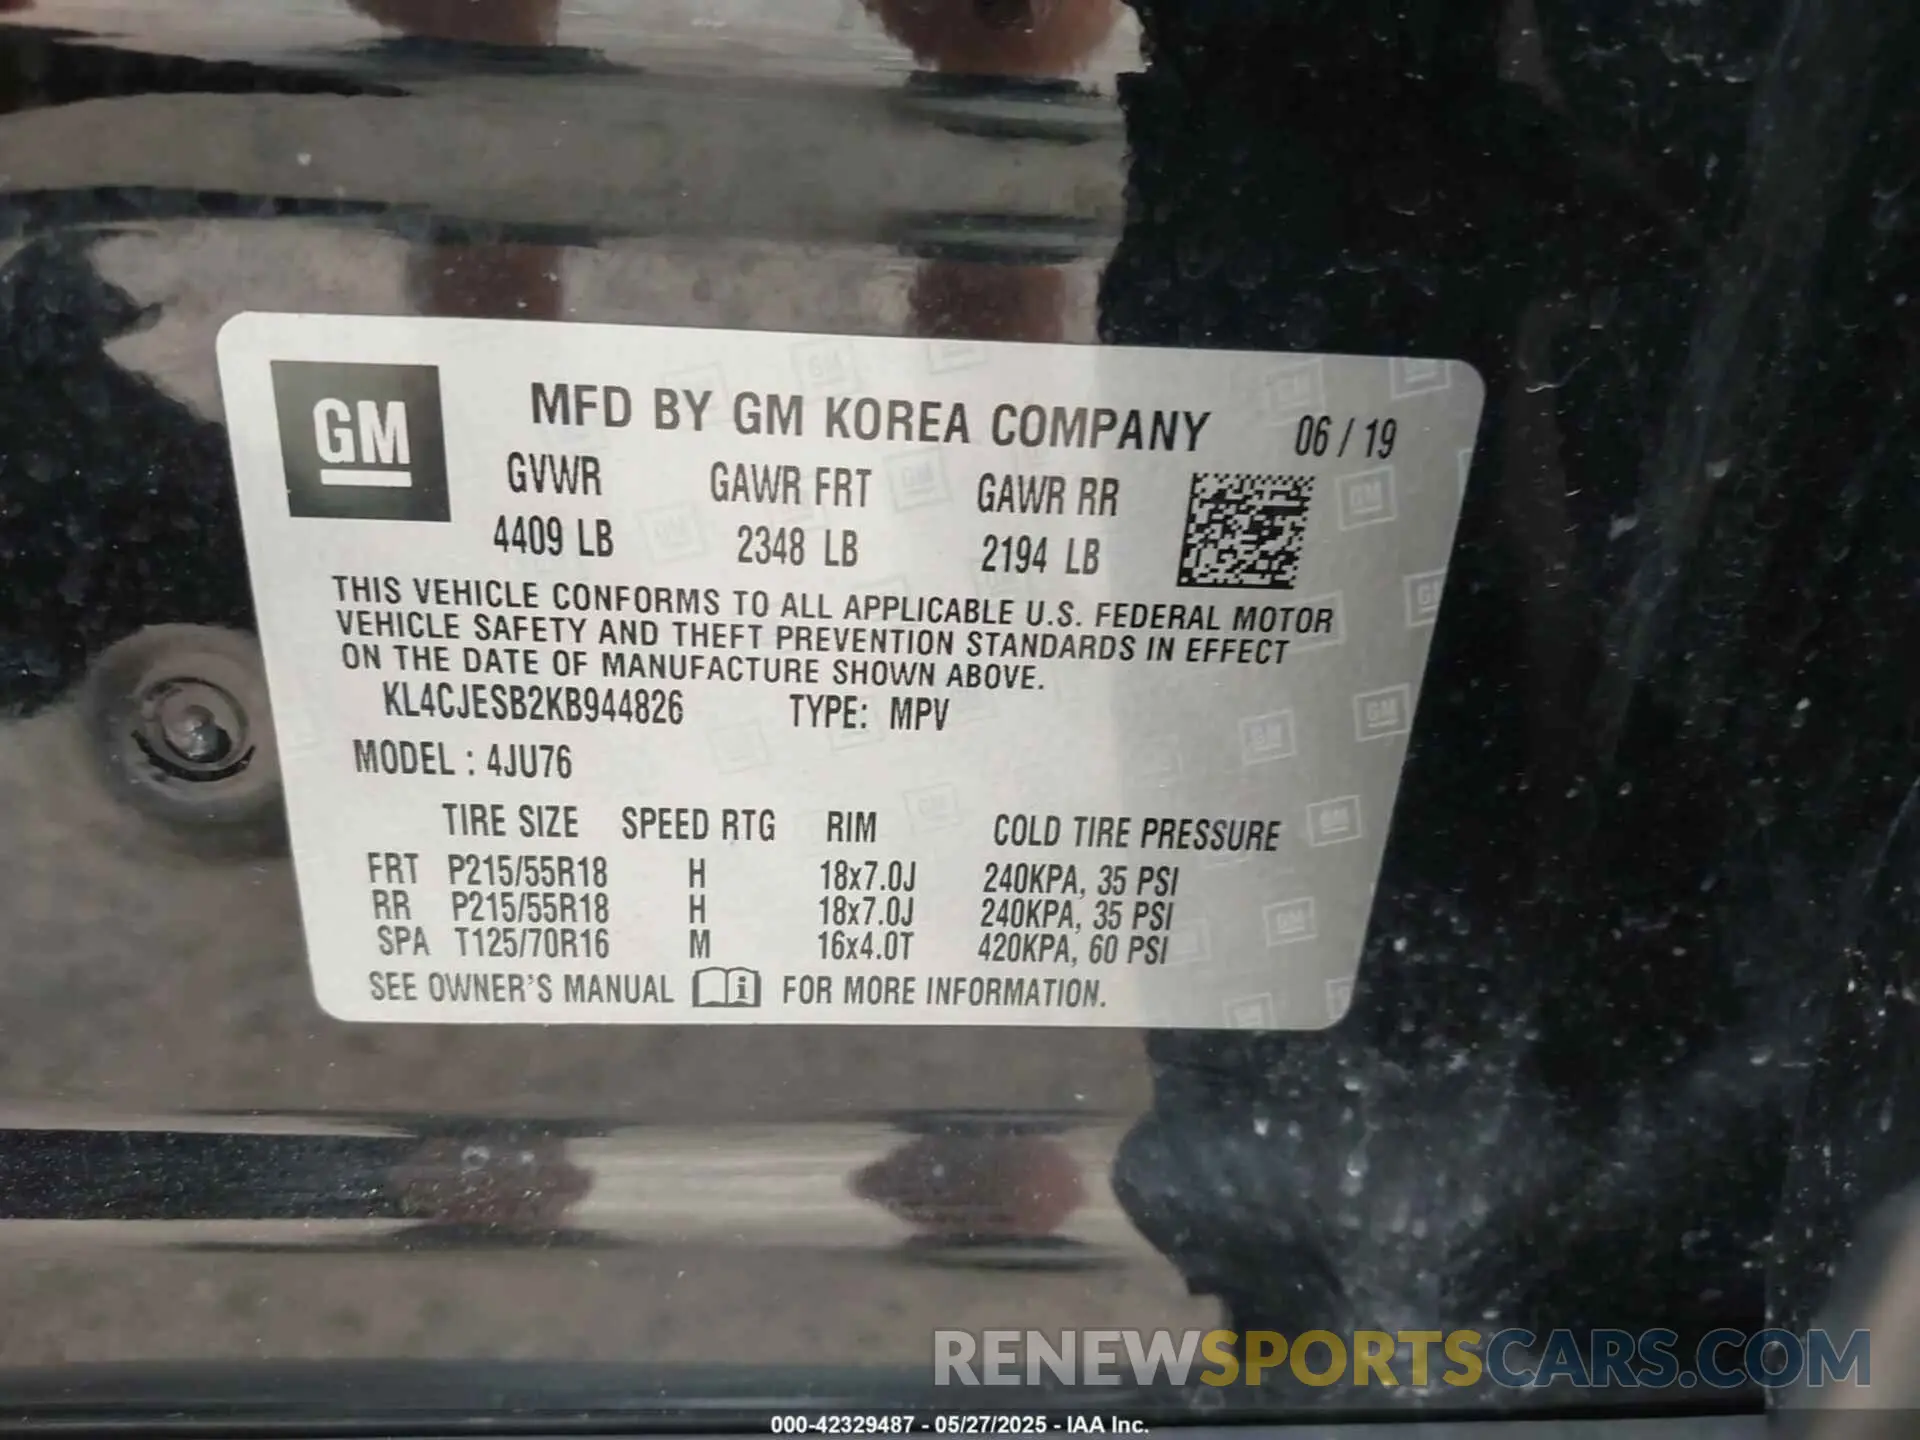 GM
MFD BY GM KOREA COMPANY 06 / 19
GVWR GAWR FRT GAWR RR
4409 LB 2348 LB 2194 LB
THIS VEHICLE CONFORMS TO ALL APPLICABLE U.S. FEDERAL MOTOR
VEHICLE SAFETY AND THEFT PREVENTION STANDARDS IN EFFECT
ON THE DATE OF MANUFACTURE SHOWN ABOVE.
KL4CJESB2KB944826 TYPE: MPV
MODEL : 4JU76
TIRE SIZE SPEED RTG RIM COLD TIRE PRESSURE
FRT P215/55R18 H 18x7.0J 240KPA, 35 PSI
RR P215/55R18 H 18x7.0J 240KPA, 35 PSI
SPA T125/70R16 M 16x4.0T 420KPA, 60 PSI
SEE OWNER'S MANUAL i FOR MORE INFORMATION.
RENEWSPORTSCARS.COM
000-42329487 - 05/27/2025 - IAA Inc.